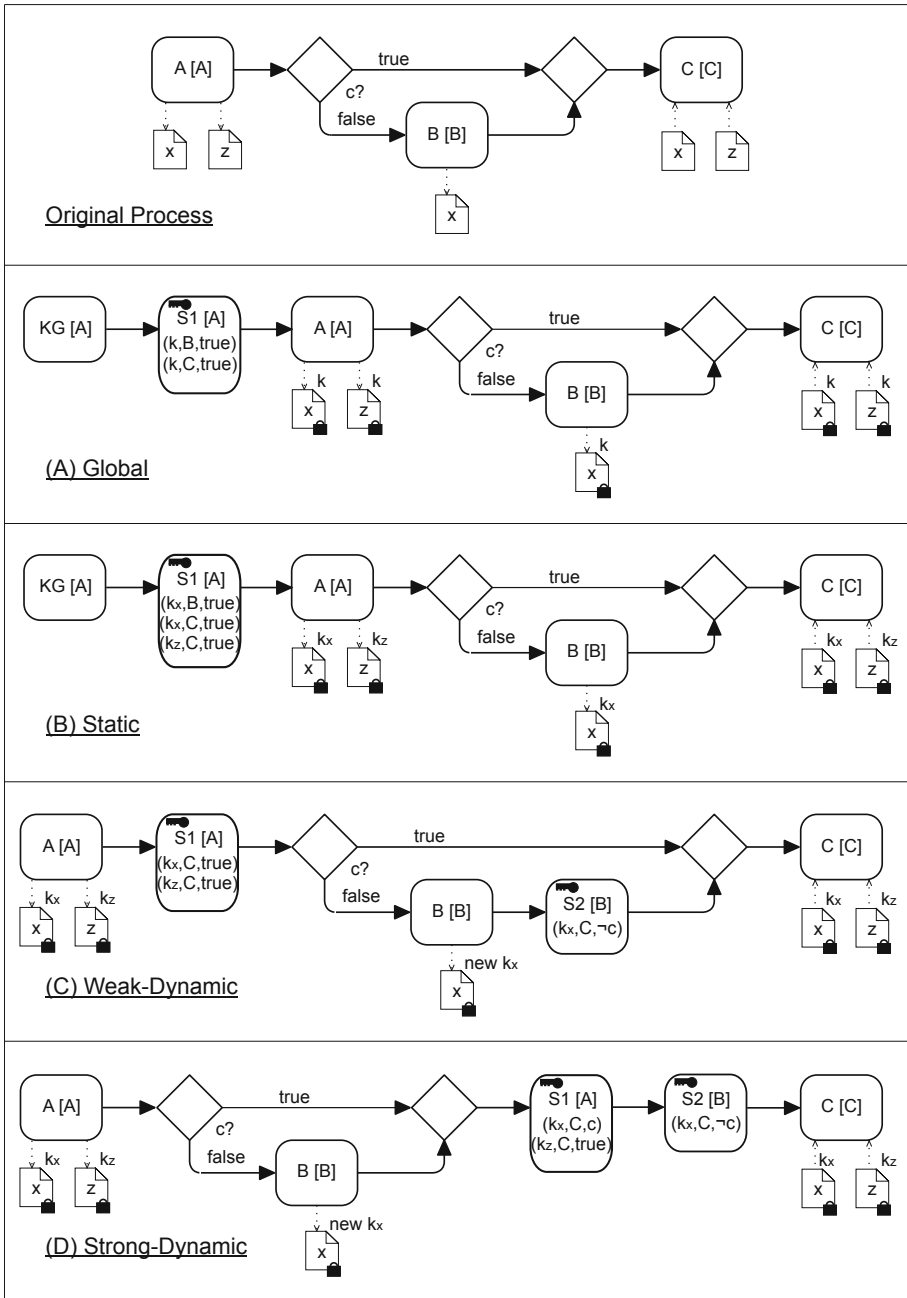 A [A]
true
C [C]
c?
false
B [B]
x
z
x
z
x
Original Process
KG [A]
S1 [A]
(k,B,true)
(k,C,true)
A [A]
true
C [C]
c?
false
B [B]
k
x
k
z
k
x
k
z
k
x
(A) Global
KG [A]
S1 [A]
(kx,B,true)
(kx,C,true)
(kz,C,true)
A [A]
true
C [C]
c?
false
B [B]
kx
x
kz
z
kx
x
kz
z
kx
x
(B) Static
A [A]
S1 [A]
(kx,C,true)
(kz,C,true)
true
C [C]
c?
false
B [B]
S2 [B]
(kx,C,¬c)
kx
x
kz
z
kx
x
kz
z
new kx
x
(C) Weak-Dynamic
A [A]
true
c?
false
B [B]
S1 [A]
(kx,C,c)
(kz,C,true)
S2 [B]
(kx,C,¬c)
C [C]
kx
x
kz
z
kx
x
kz
z
new kx
x
(D) Strong-Dynamic